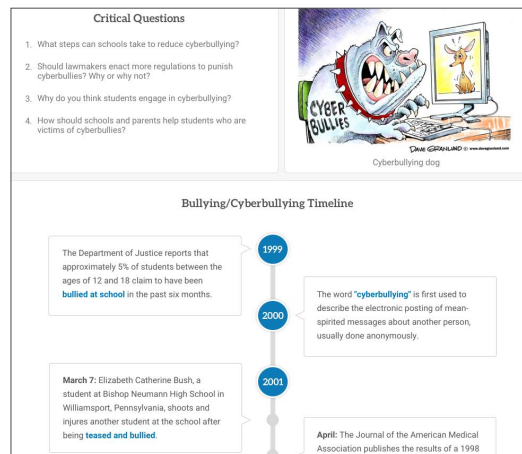 Critical Questions
1. What steps can schools take to reduce cyberbullying?
2. Should lawmakers enact more regulations to punish
cyberbullies? Why or why not?
3. Why do you think students engage in cyberbullying?
4. How should schools and parents help students who are
victims of cyberbullies?
CYBER
BULLIES
DAVE GRANLUND © www.davegranlund.com
Cyberbullying dog
Bullying/Cyberbullying Timeline
1999
The Department of Justice reports that
approximately 5% of students between the
ages of 12 and 18 claim to have been
bullied at school in the past six months.
2000
The word "cyberbullying" is first used to
describe the electronic posting of mean-
spirited messages about another person,
usually done anonymously.
2001
March 7: Elizabeth Catherine Bush, a
student at Bishop Neumann High School in
Williamsport, Pennsylvania, shoots and
injures another student at the school after
being teased and bullied.
April: The Journal of the American Medical
Association publishes the results of a 1998